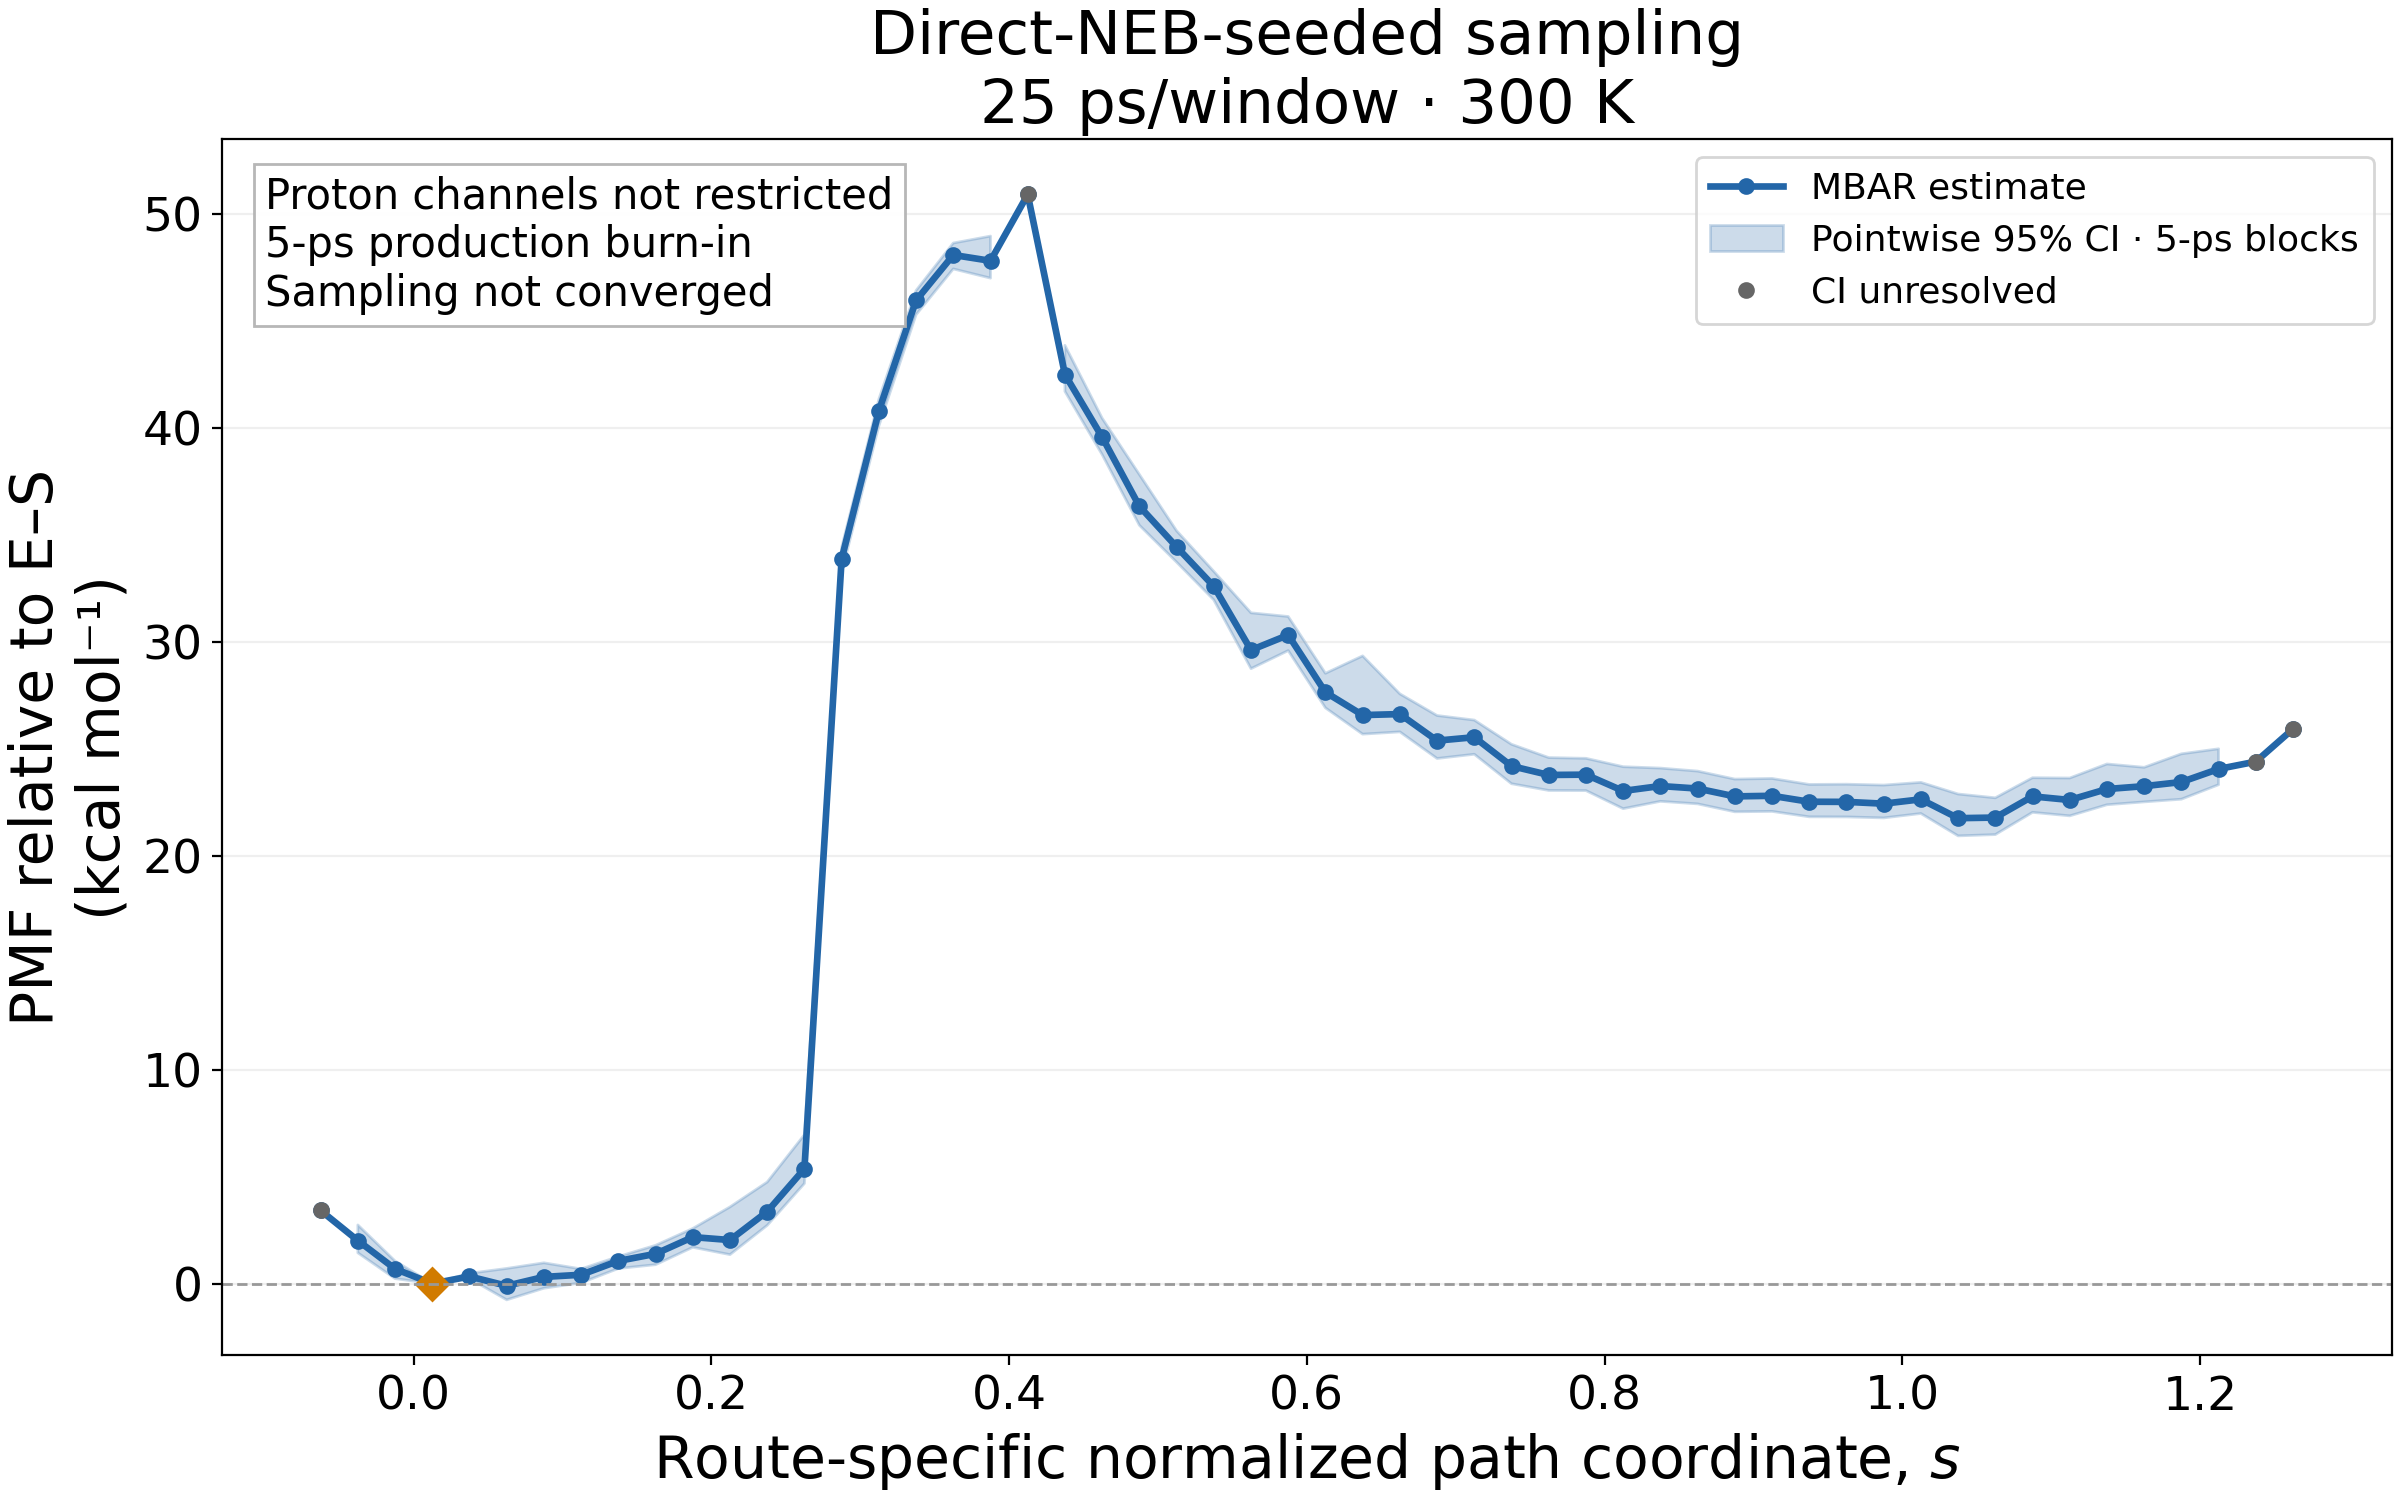 Direct-NEB-seeded sampling
25 ps/window · 300 K
Proton channels not restricted
5-ps production burn-in
Sampling not converged
MBAR estimate
Pointwise 95% CI · 5-ps blocks
CI unresolved
PMF relative to E–S
(kcal mol⁻¹)
50
40
30
20
10
0
0.0 0.2 0.4 0.6 0.8 1.0 1.2
Route-specific normalized path coordinate, s